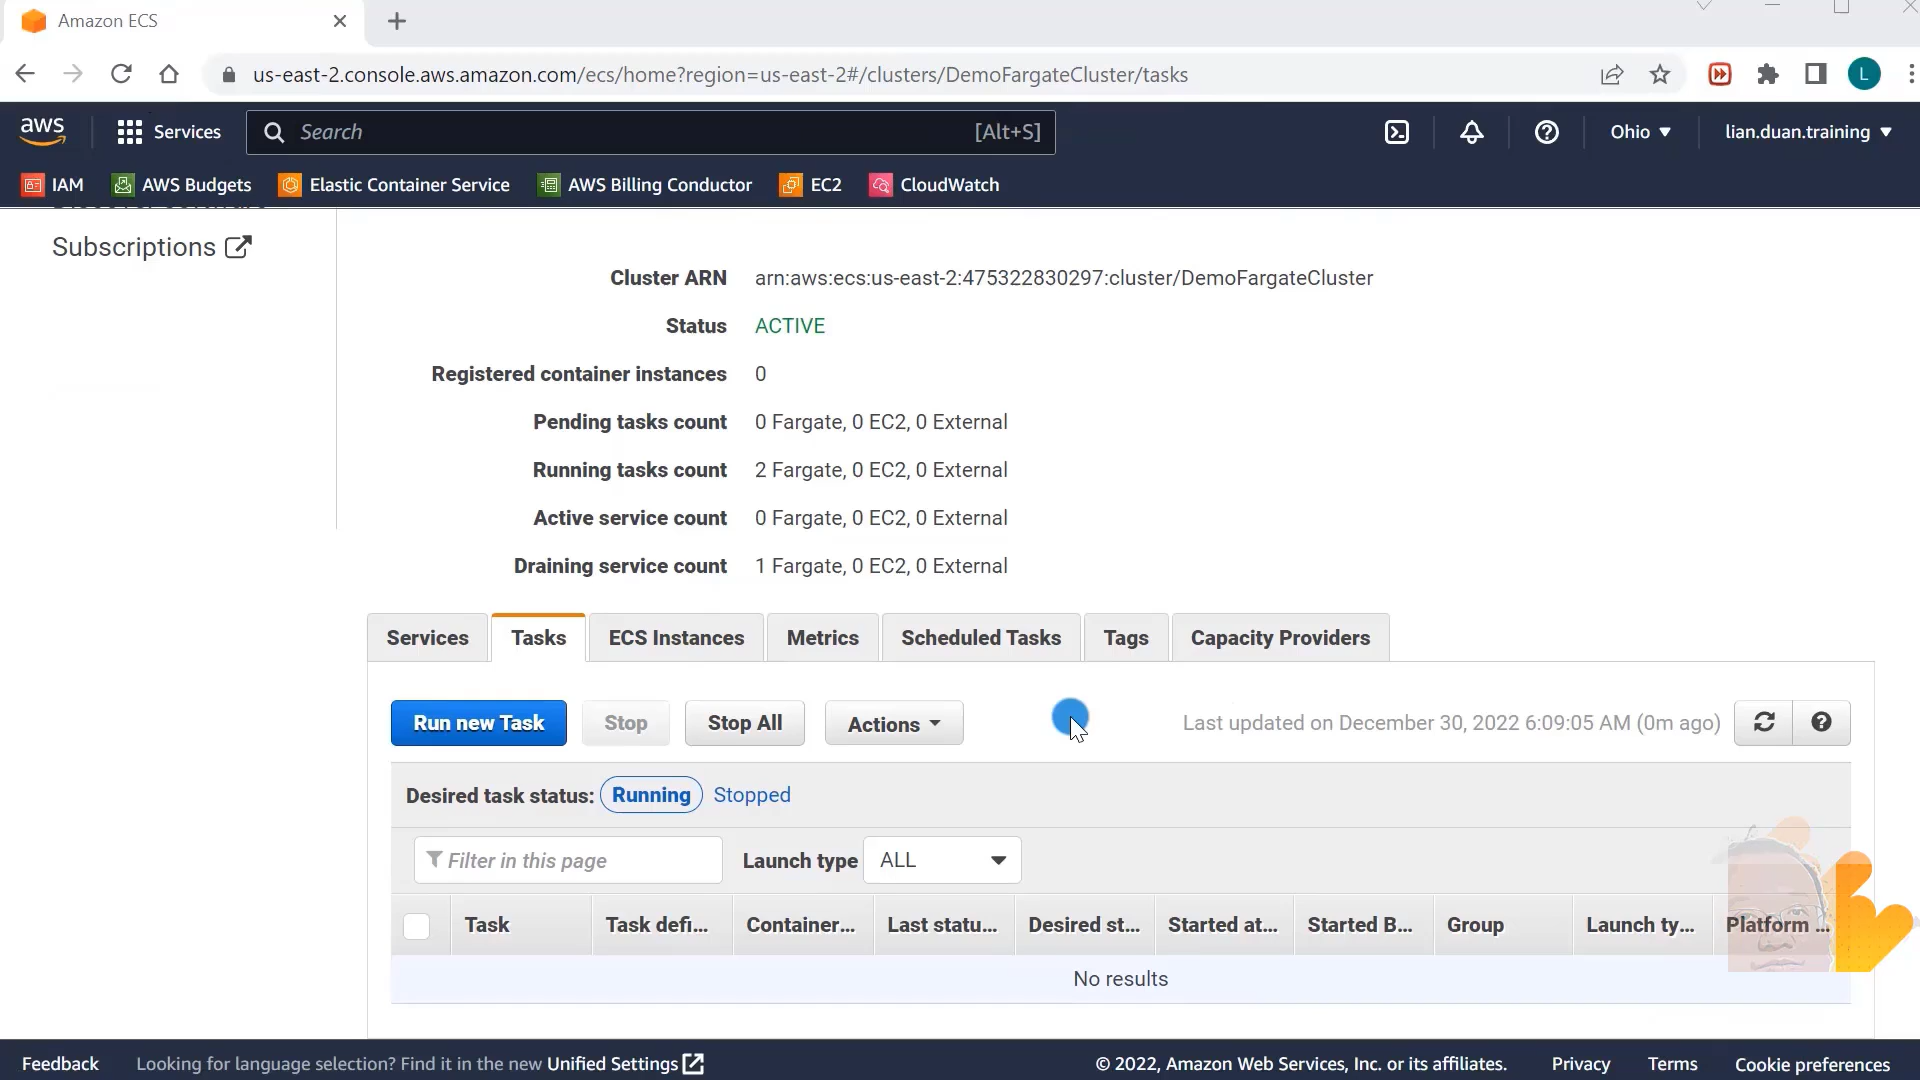 Amazon ECS
us-east-2.console.aws.amazon.com/ecs/home?region=us-east-2#/clusters/DemoFargateCluster/tasks
L
aws Services Search [Alt+S] Ohio lian.duan.training
IAM AWS Budgets Elastic Container Service AWS Billing Conductor EC2 CloudWatch
Subscriptions
Cluster ARN arn:aws:ecs:us-east-2:475322830297:cluster/DemoFargateCluster
Status ACTIVE
Registered container instances 0
Pending tasks count 0 Fargate, 0 EC2, 0 External
Running tasks count 2 Fargate, 0 EC2, 0 External
Active service count 0 Fargate, 0 EC2, 0 External
Draining service count 1 Fargate, 0 EC2, 0 External
Services Tasks ECS Instances Metrics Scheduled Tasks Tags Capacity Providers
Run new Task Stop Stop All Actions Last updated on December 30, 2022 6:09:05 AM (0m ago)
Desired task status: Running Stopped
Filter in this page Launch type ALL
Task Task defi... Container... Last statu... Desired st... Started at... Started B... Group Launch ty... Platform ...
No results
Feedback Looking for language selection? Find it in the new Unified Settings © 2022, Amazon Web Services, Inc. or its affiliates. Privacy Terms Cookie preferences